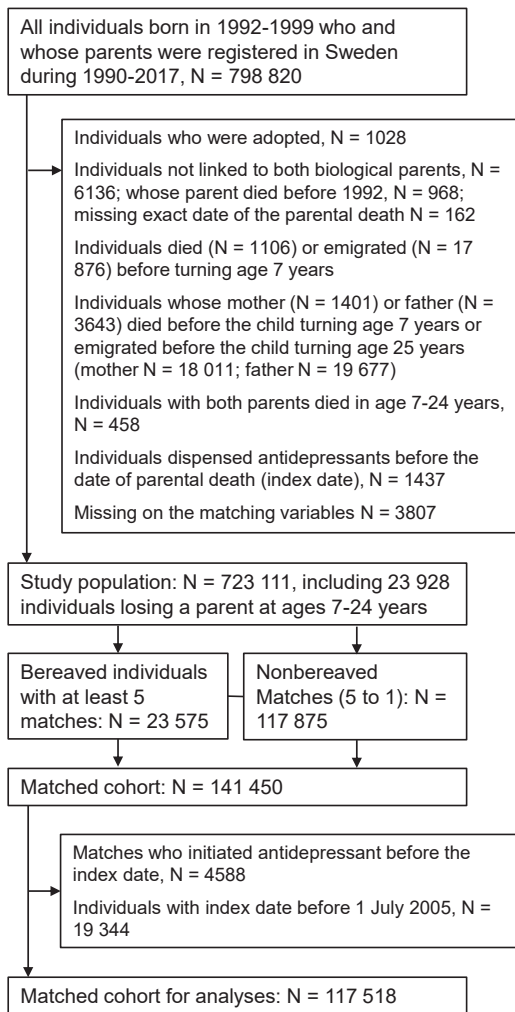 All individuals born in 1992-1999 who and
whose parents were registered in Sweden
during 1990-2017, N = 798 820
Individuals who were adopted, N = 1028
Individuals not linked to both biological parents, N =
6136; whose parent died before 1992, N = 968;
missing exact date of the parental death N = 162
Individuals died (N = 1106) or emigrated (N = 17
876) before turning age 7 years
Individuals whose mother (N = 1401) or father (N =
3643) died before the child turning age 7 years or
emigrated before the child turning age 25 years
(mother N = 18 011; father N = 19 677)
Individuals with both parents died in age 7-24 years,
N = 458
Individuals dispensed antidepressants before the
date of parental death (index date), N = 1437
Missing on the matching variables N = 3807
Study population: N = 723 111, including 23 928
individuals losing a parent at ages 7-24 years
Bereaved individuals
with at least 5
matches: N = 23 575
Nonbereaved
Matches (5 to 1): N =
117 875
Matched cohort: N = 141 450
Matches who initiated antidepressant before the
index date, N = 4588
Individuals with index date before 1 July 2005, N =
19 344
Matched cohort for analyses: N = 117 518